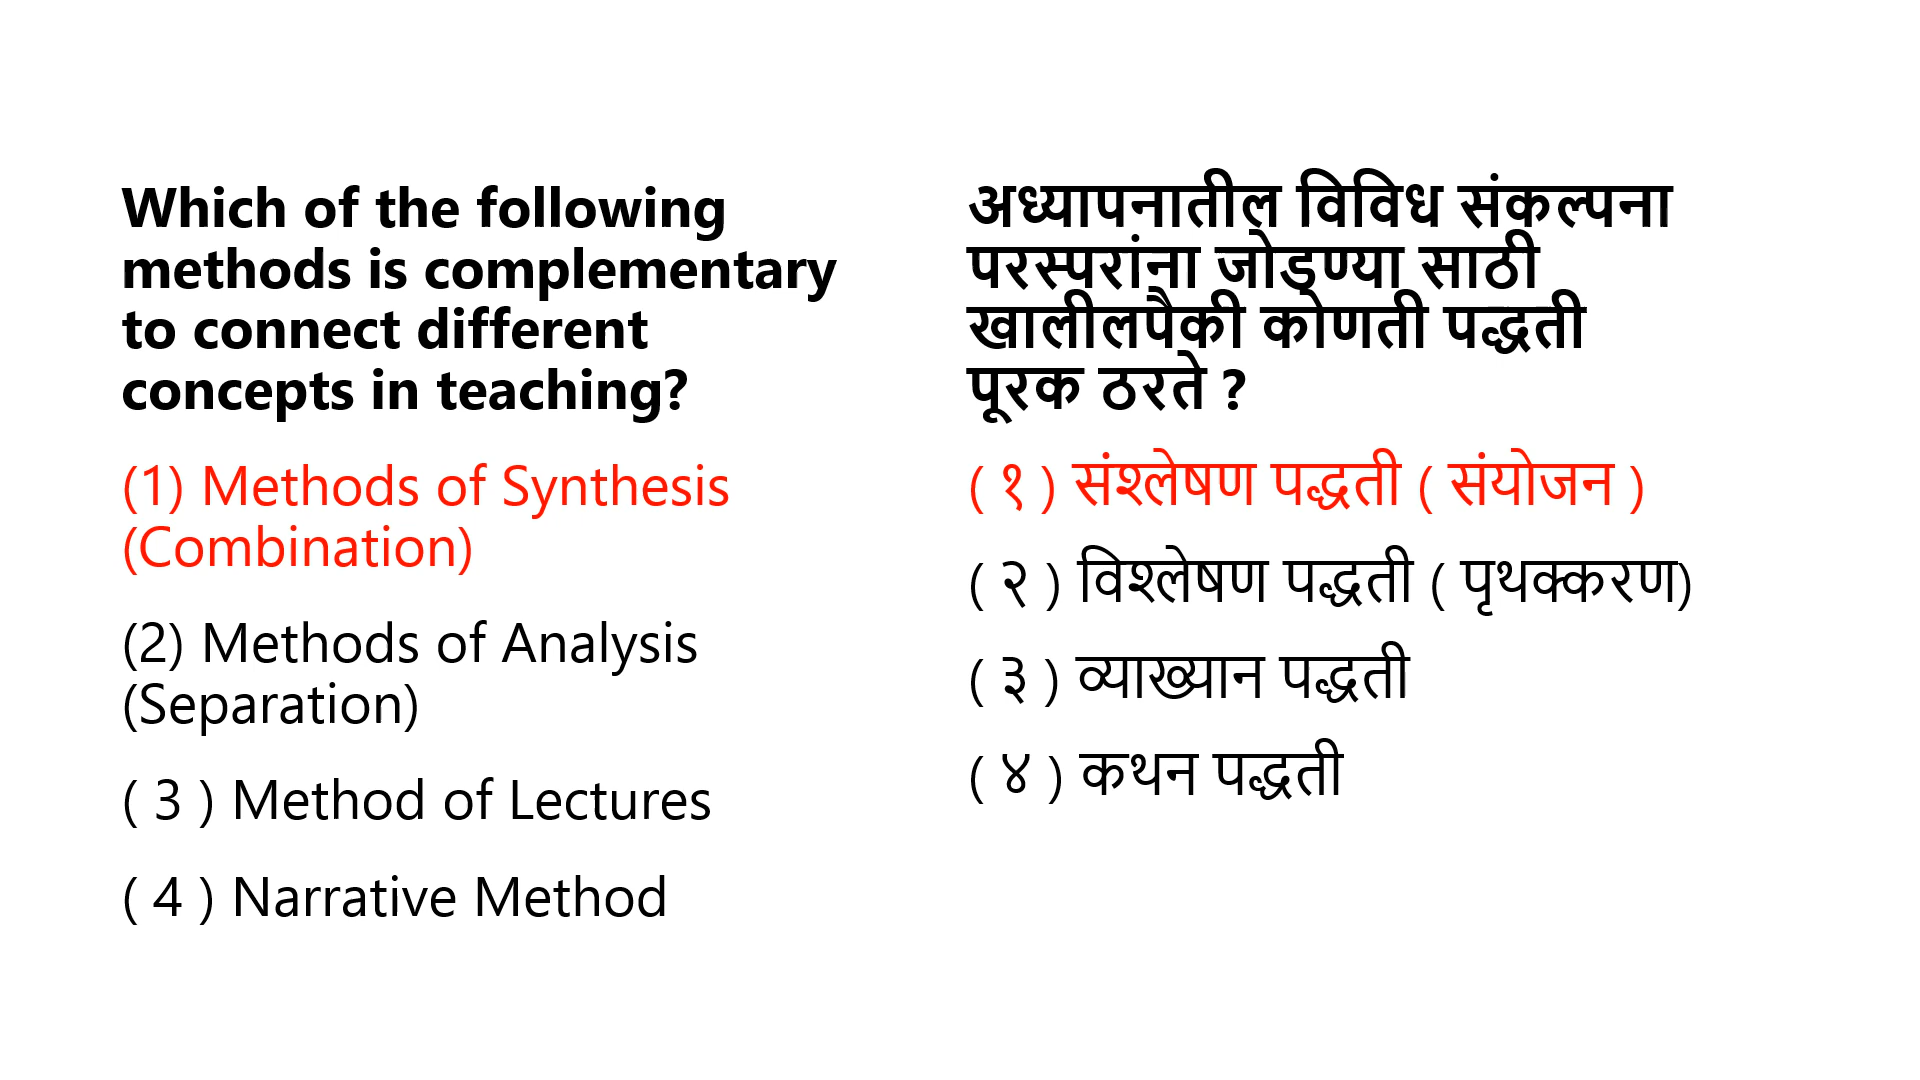 Which of the following
methods is complementary
to connect different
concepts in teaching?
(1) Methods of Synthesis
(Combination)
(2) Methods of Analysis
(Separation)
( 3 ) Method of Lectures
( 4 ) Narrative Method
अध्यापनातील विविध संकल्पना
परस्परांना जोडण्या साठी
खालीलपैकी कोणती पद्धती
पूरक ठरते ?
( १ ) संश्लेषण पद्धती ( संयोजन )
( २ ) विश्लेषण पद्धती ( पृथक्करण)
( ३ ) व्याख्यान पद्धती
( ४ ) कथन पद्धती